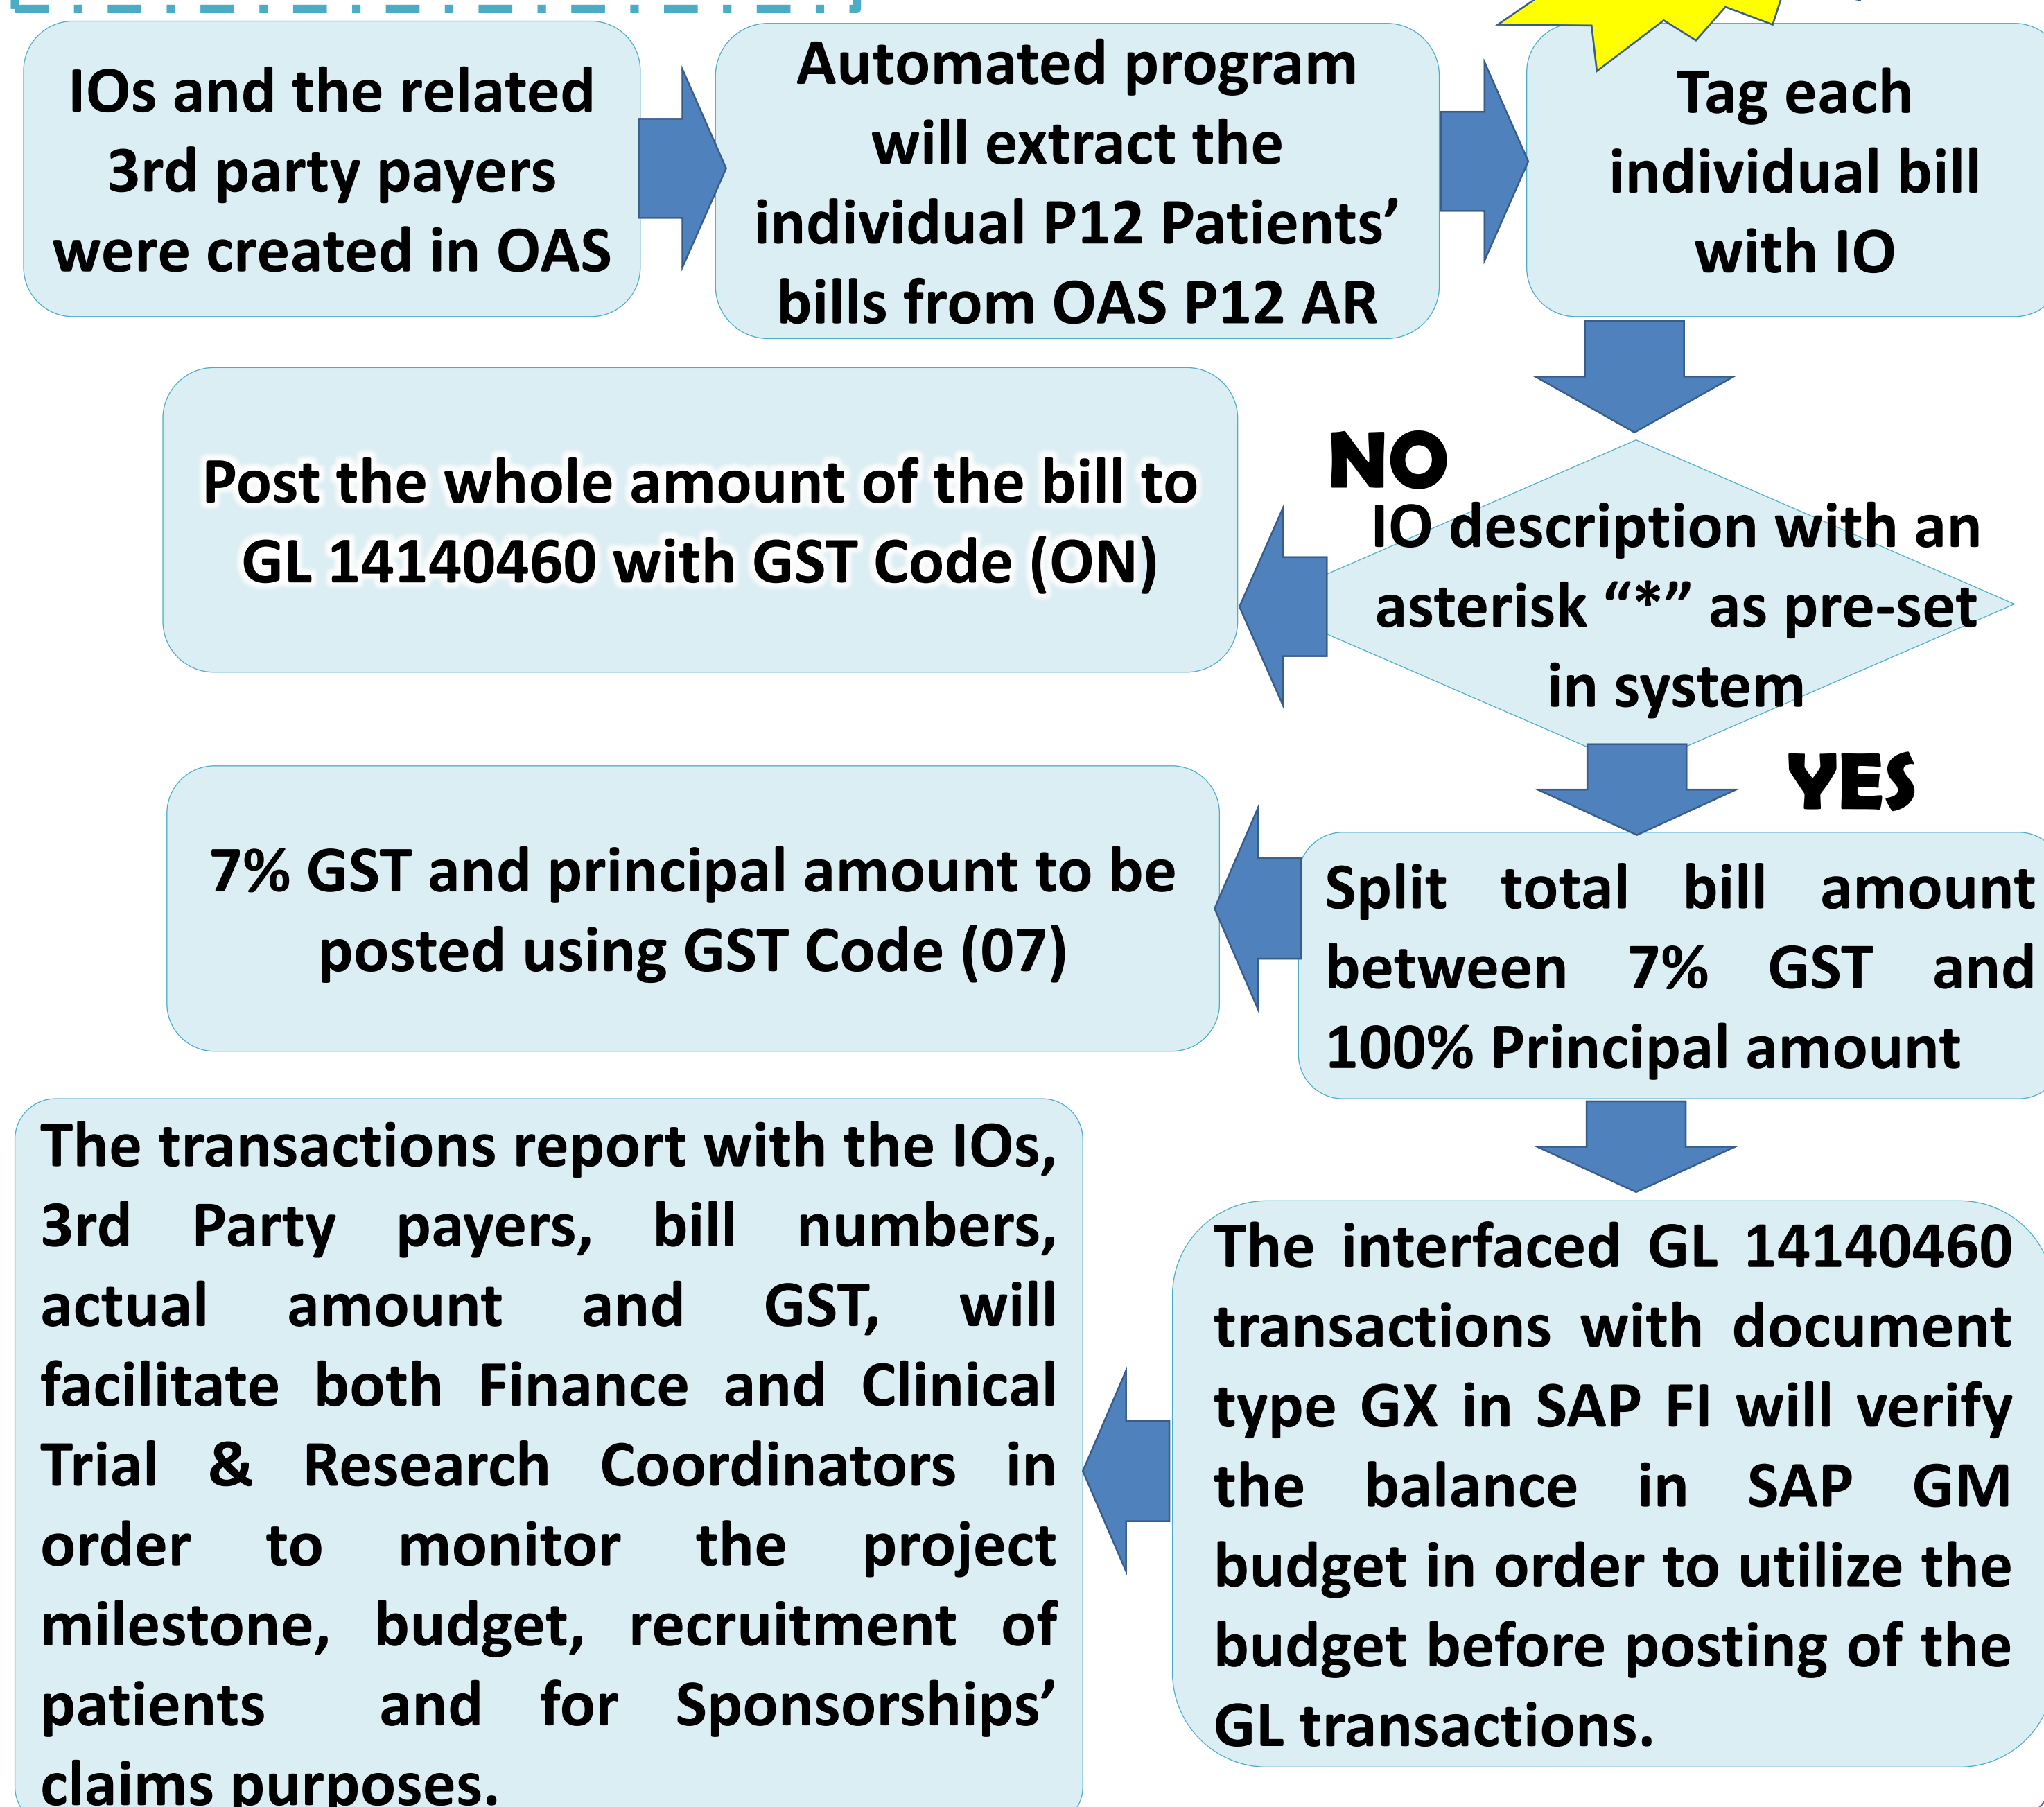 IOs and the related
3rd party payers
were created in OAS
Automated program
will extract the
individual P12 Patients’
bills from OAS P12 AR
Tag each
individual bill
with IO
NO
IO description with an
asterisk “*” as pre-set
in system
Post the whole amount of the bill to
GL 14140460 with GST Code (ON)
YES
Split total bill amount
between 7% GST and
100% Principal amount
7% GST and principal amount to be
posted using GST Code (07)
The interfaced GL 14140460
transactions with document
type GX in SAP FI will verify
the balance in SAP GM
budget in order to utilize the
budget before posting of the
GL transactions.
The transactions report with the IOs,
3rd Party payers, bill numbers,
actual amount and GST, will
facilitate both Finance and Clinical
Trial & Research Coordinators in
order to monitor the project
milestone, budget, recruitment of
patients and for Sponsorships’
claims purposes.